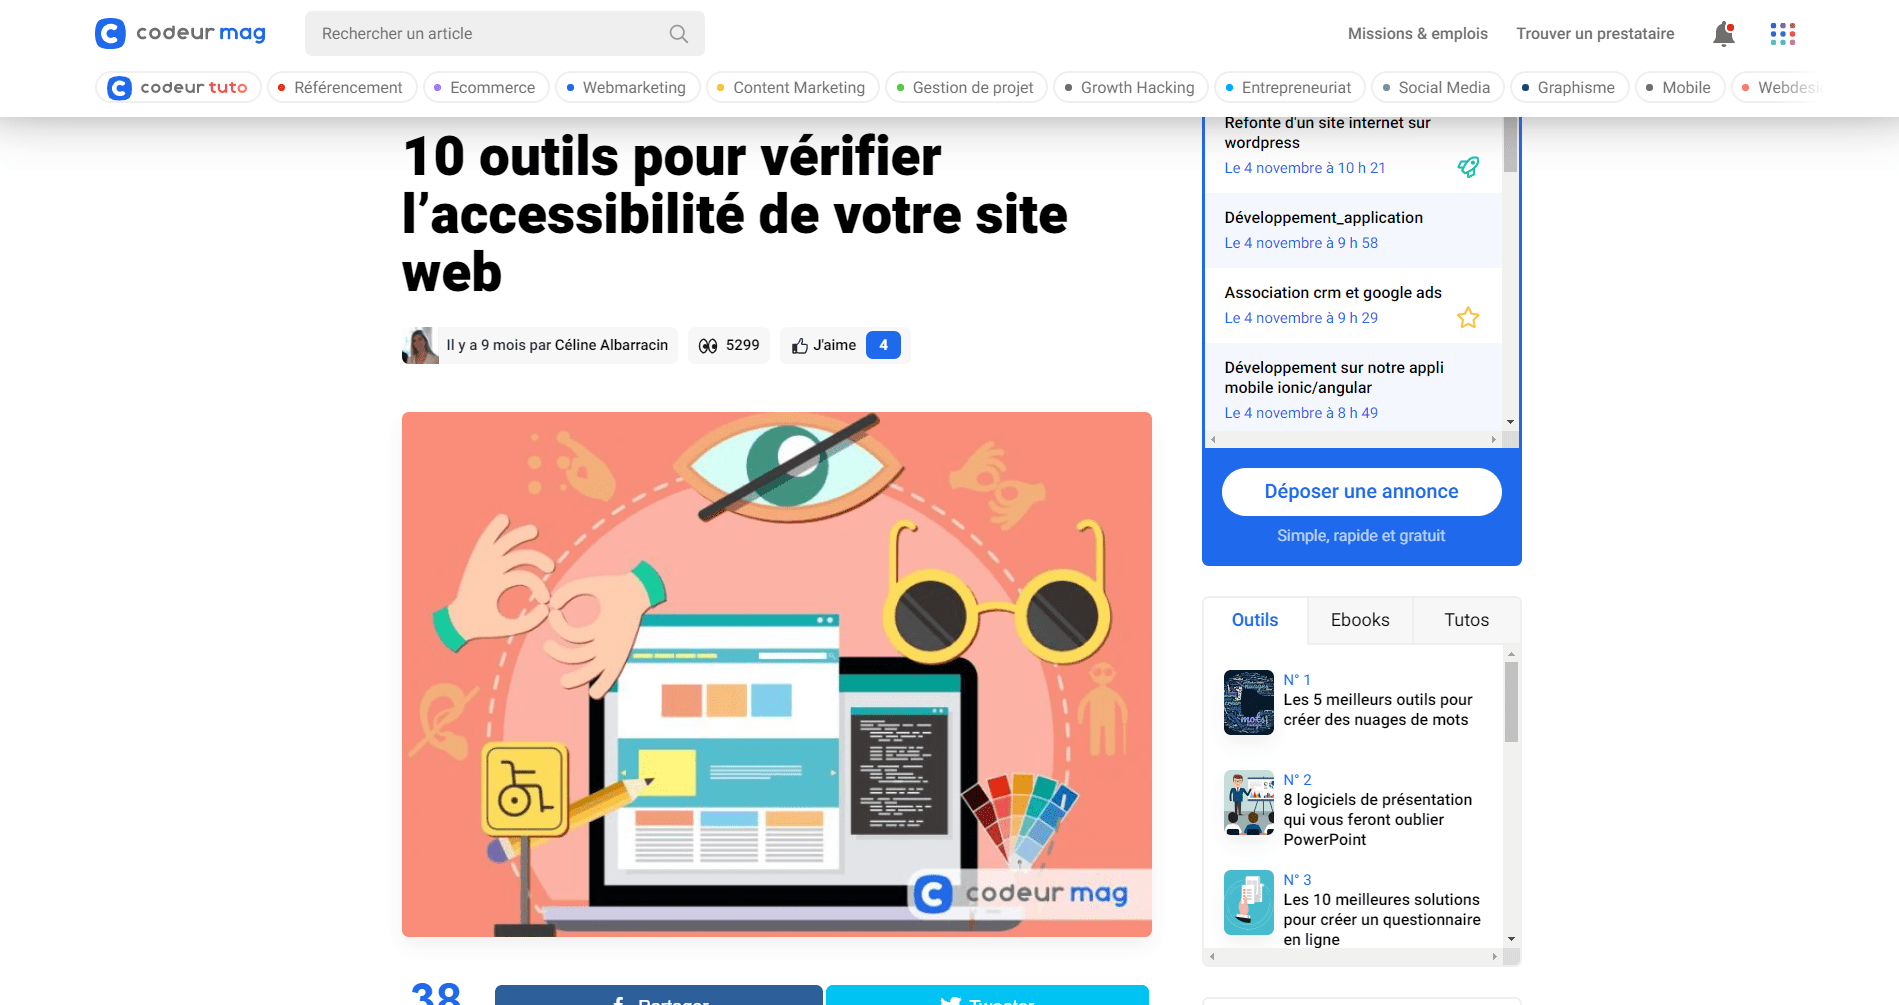 codeur mag
Rechercher un article
Missions & emplois
Trouver un prestataire
codeur tuto
Référencement
Ecommerce
Webmarketing
Content Marketing
Gestion de projet
Growth Hacking
Entrepreneuriat
Social Media
Graphisme
Mobile
10 outils pour vérifier
l’accessibilité de votre site
web
Il y a 9 mois par Céline Albarracin
5299
J'aime
4
codeur mag
38
Partager
Tweeter
Refonte d'un site internet sur
wordpress
Le 4 novembre à 10 h 21
Développement_application
Le 4 novembre à 9 h 58
Association crm et google ads
Le 4 novembre à 9 h 29
Développement sur notre appli
mobile ionic/angular
Le 4 novembre à 8 h 49
Déposer une annonce
Simple, rapide et gratuit
Outils
Ebooks
Tutos
N° 1
Les 5 meilleurs outils pour
créer des nuages de mots
N° 2
8 logiciels de présentation
qui vous feront oublier
PowerPoint
N° 3
Les 10 meilleures solutions
pour créer un questionnaire
en ligne